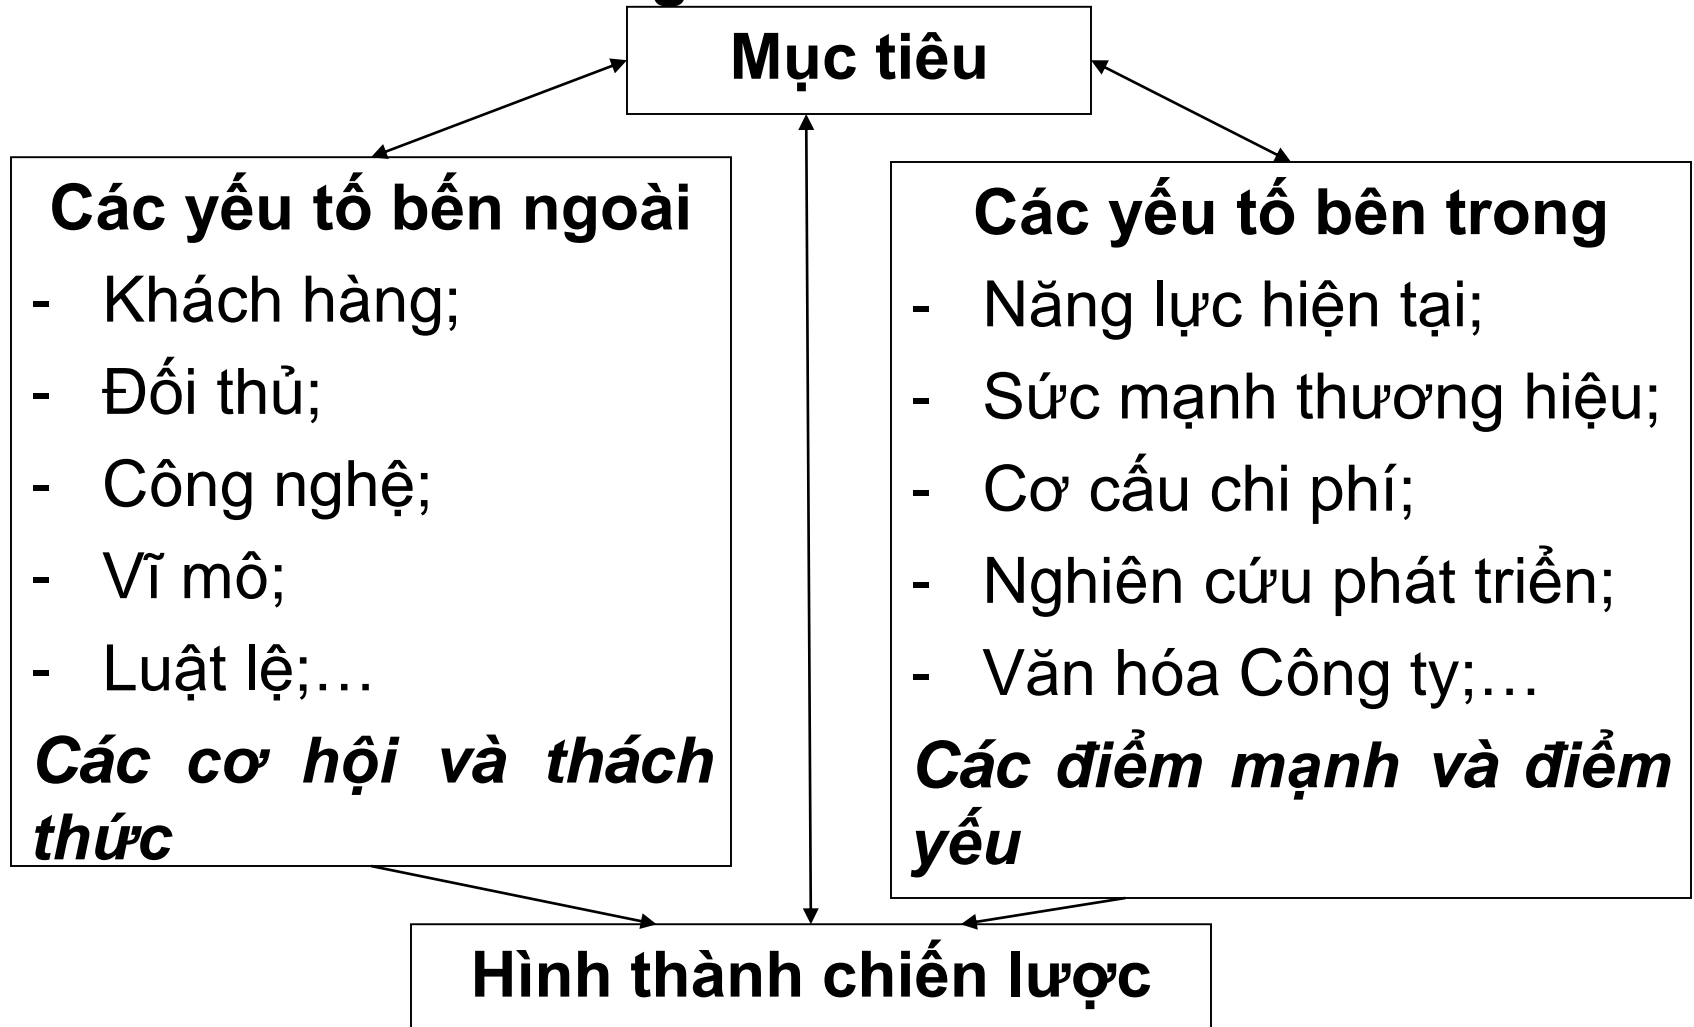 Mục tiêu
Các yếu tố bến ngoài
- Khách hàng;
- Đối thủ;
- Công nghệ;
- Vĩ mô;
- Luật lệ;…
Các cơ hội và thách
thức
Các yếu tố bên trong
- Năng lực hiện tại;
- Sức mạnh thương hiệu;
- Cơ cấu chi phí;
- Nghiên cứu phát triển;
- Văn hóa Công ty;…
Các điểm mạnh và điểm
yếu
Hình thành chiến lược